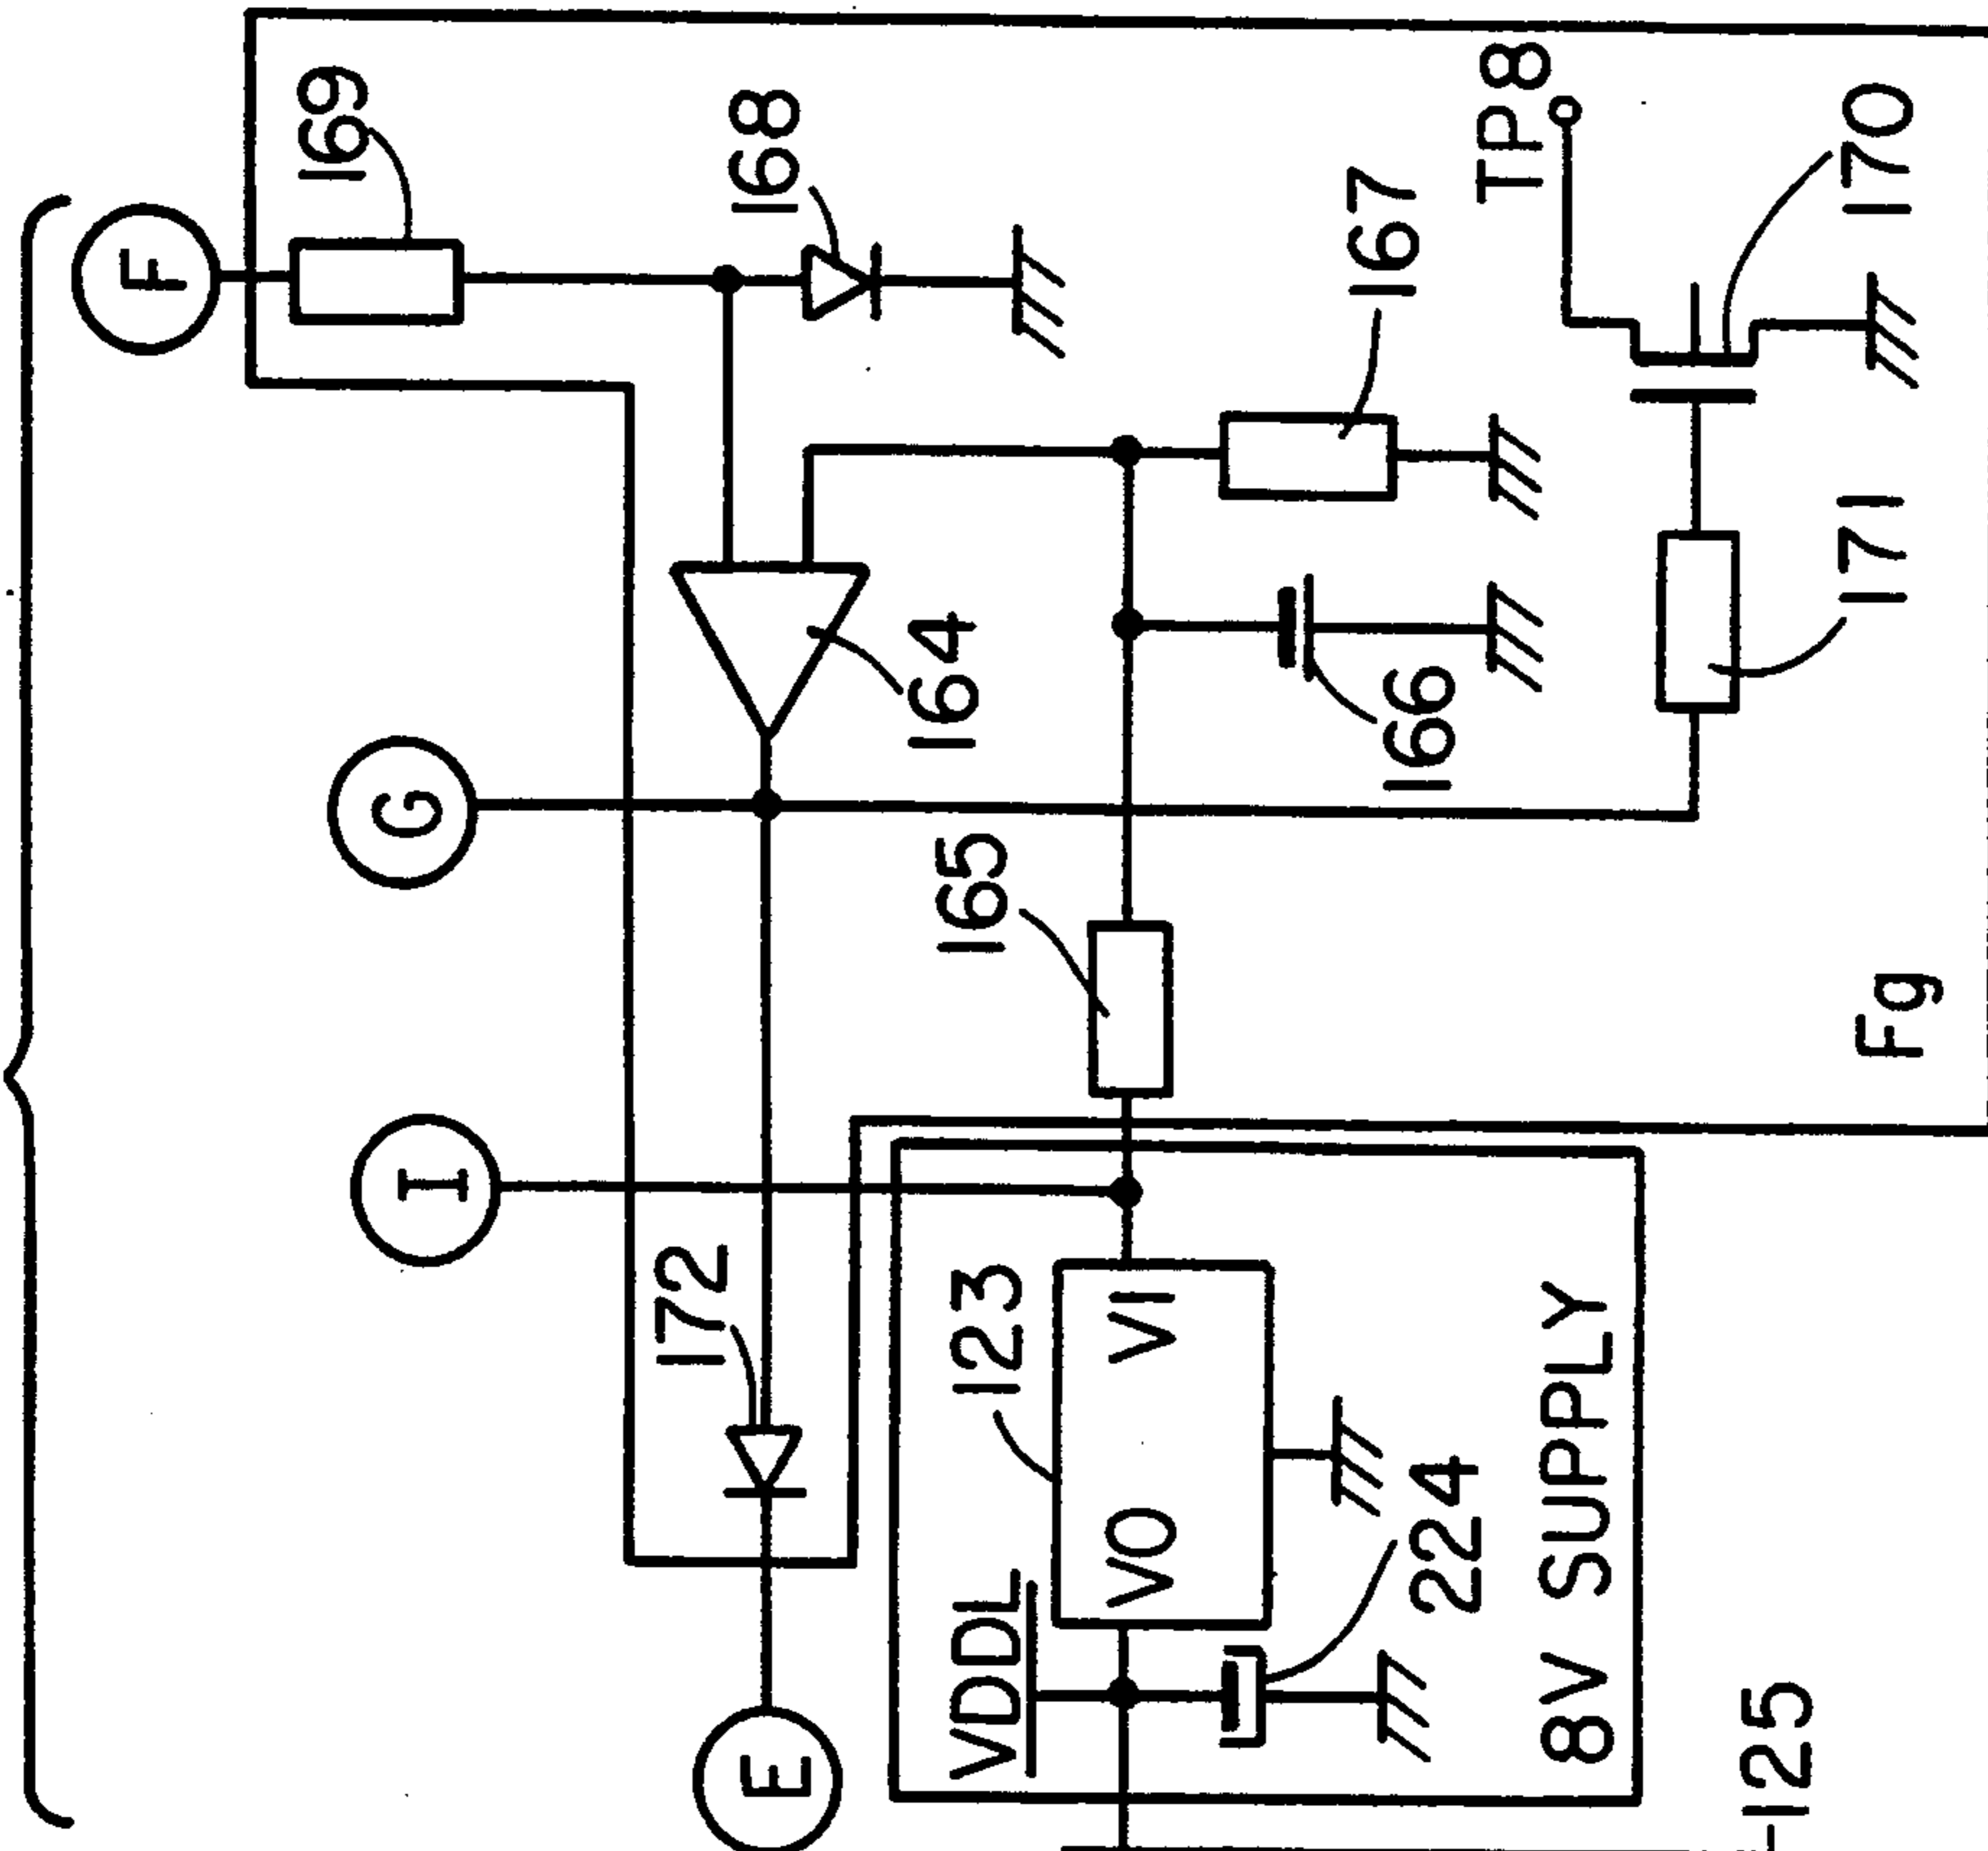 F
169
168
TP8
170
167
G
164
166
171
165
Fg
I
172
123
VI
VO
224
VDDL
8V SUPPLY
E
125